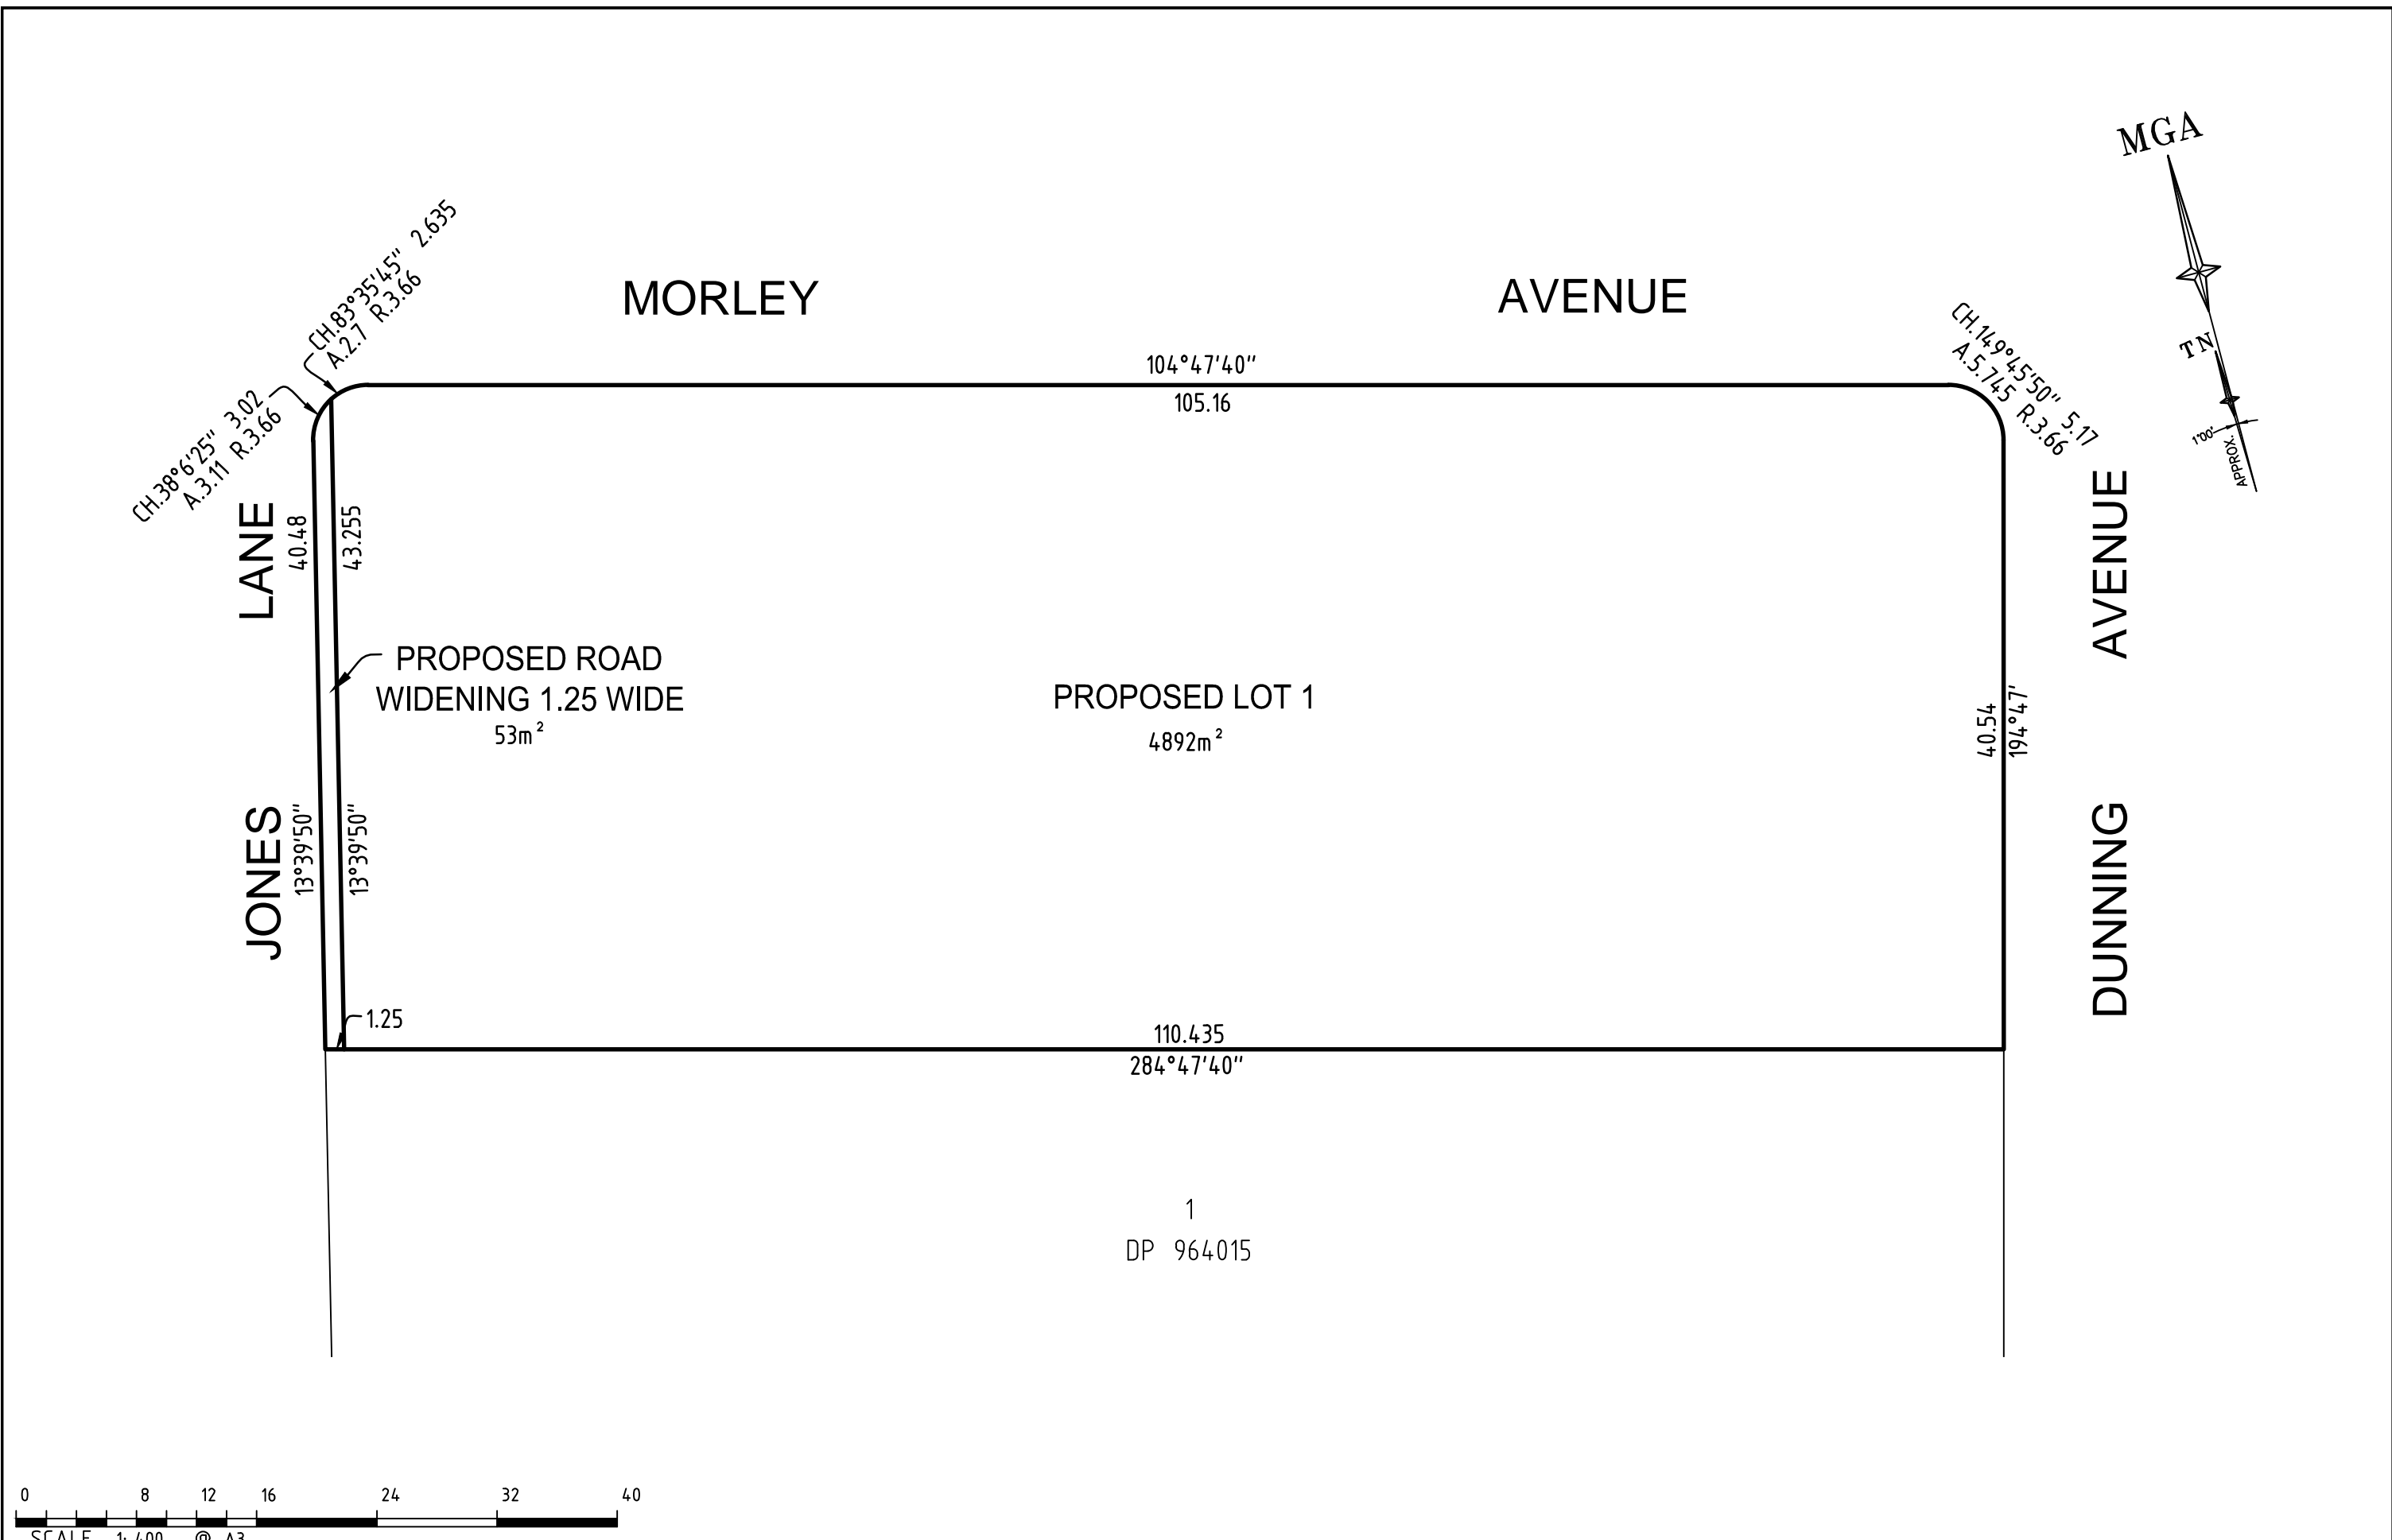 MGA
TN
1°00'
APPROX.
CH.83°35'45" 2.635
A.2.7 R.3.66
CH.38°6'25" 3.02
A.3.11 R.3.66
MORLEY AVENUE
CH.149°45'50" 5.17
A.5.745 R.3.66
104°47'40"
105.16
JONES LANE
40.48
13°39'50"
43.255
13°39'50"
PROPOSED ROAD
WIDENING 1.25 WIDE
53m²
PROPOSED LOT 1
4892m²
40.54
194°47'
DUNNING AVENUE
1.25
110.435
284°47'40"
1
DP 964015
0 8 12 16 24 32 40
SCALE 1:400 @ A3